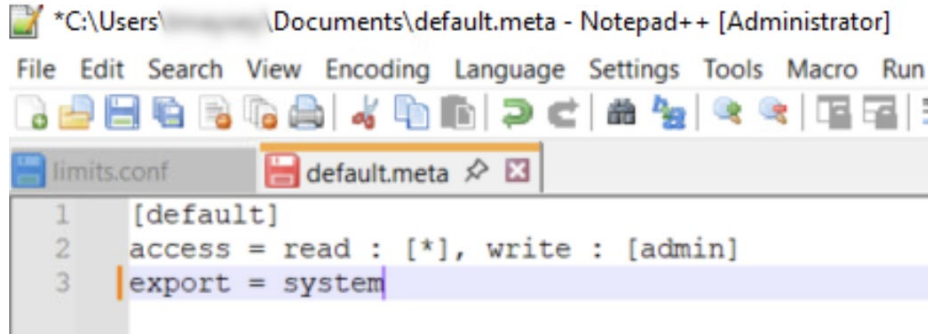 *C:\Users\ \Documents\default.meta - Notepad++ [Administrator]
File Edit Search View Encoding Language Settings Tools Macro Run
limits.conf default.meta
1 [default]
2 access = read : [*], write : [admin]
3 export = system